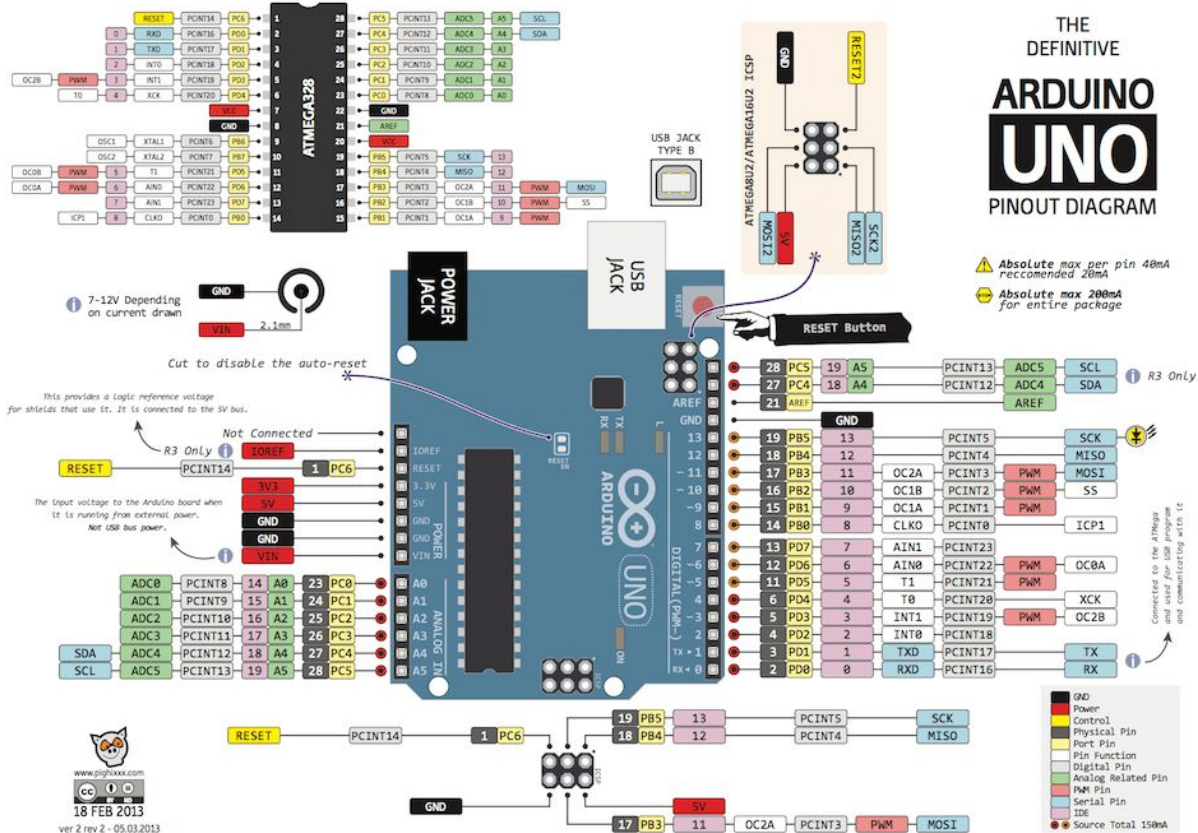 THE
DEFINITIVE
ARDUINO
UNO
PINOUT DIAGRAM
RESET PCINT14 PC6 1
0 RXD PCINT16 PD0 2
1 TXD PCINT17 PD1 3
2 INT0 PCINT18 PD2 4
OC2B PWM 3 INT1 PCINT19 PD3 5
T0 4 XCK PCINT20 PD4 6
VCC 7
GND 8
OSC1 XTAL1 PCINT6 PB6 9
OSC2 XTAL2 PCINT7 PB7 10
OC0B PWM 5 T1 PCINT21 PD5 11
OC0A PWM 6 AIN0 PCINT22 PD6 12
7 AIN1 PCINT23 PD7 13
ICP1 8 CLKO PCINT0 PB0 14
ATMEGA328
28 PC5 PCINT13 ADC5 A5 SCL
27 PC4 PCINT12 ADC4 A4 SDA
26 PC3 PCINT11 ADC3 A3
25 PC2 PCINT10 ADC2 A2
24 PC1 PCINT9 ADC1 A1
23 PC0 PCINT8 ADC0 A0
22 GND
21 AREF
20 VCC
19 PB5 PCINT5 SCK 13
18 PB4 PCINT4 MISO 12
17 PB3 PCINT3 OC2A 11 PWM MOSI
16 PB2 PCINT2 OC1B 10 PWM SS
15 PB1 PCINT1 OC1A 9 PWM
USB JACK
TYPE B
ATMEGA8U2/ATMEGA16U2 ICSP
GND
RESET2
MOSI2
5V
MISO2
SCK2
Absolute max per pin 40mA
reccomended 20mA
Absolute max 200mA
for entire package
7-12V Depending
on current drawn
GND
VIN
2.1mm
POWER
JACK
USB
JACK
RESET
RESET Button
Cut to disable the auto-reset
This provides a logic reference voltage
for shields that use it. It is connected to the 5V bus.
Not Connected
R3 Only IOREF
RESET PCINT14 1 PC6
3V3
5V
GND
GND
VIN
The input voltage to the Arduino board when
it is running from external power.
Not USB bus power.
ADC0 PCINT8 14 A0 23 PC0
ADC1 PCINT9 15 A1 24 PC1
ADC2 PCINT10 16 A2 25 PC2
ADC3 PCINT11 17 A3 26 PC3
SDA ADC4 PCINT12 18 A4 27 PC4
SCL ADC5 PCINT13 19 A5 28 PC5
IOREF
RESET
3.3V
5V
GND
GND
VIN
POWER
A0
A1
A2
A3
A4
A5
ANALOG IN
RESET
EN
RX
TX
L
ARDUINO
UNO
ON
ICSP
DIGITAL(PWM~)
AREF
GND
13
12
~11
~10
~9
8
7
~6
~5
4
~3
2
TX 1
RX 0
28 PC5 19 A5 PCINT13 ADC5 SCL
R3 Only
27 PC4 18 A4 PCINT12 ADC4 SDA
21 AREF AREF
GND
19 PB5 13 PCINT5 SCK
18 PB4 12 PCINT4 MISO
17 PB3 11 OC2A PCINT3 PWM MOSI
16 PB2 10 OC1B PCINT2 PWM SS
15 PB1 9 OC1A PCINT1 PWM
14 PB0 8 CLKO PCINT0 ICP1
13 PD7 7 AIN1 PCINT23
12 PD6 6 AIN0 PCINT22 PWM OC0A
11 PD5 5 T1 PCINT21 PWM
6 PD4 4 T0 PCINT20 XCK
5 PD3 3 INT1 PCINT19 PWM OC2B
4 PD2 2 INT0 PCINT18
3 PD1 1 TXD PCINT17 TX
2 PD0 0 RXD PCINT16 RX
Connected to the ATMega
and used for USB program
and communicating with it
19 PB5 13 PCINT5 SCK
18 PB4 12 PCINT4 MISO
RESET PCINT14 1 PC6
ICSP
GND
5V
17 PB3 11 OC2A PCINT3 PWM MOSI
GND
Power
Control
Physical Pin
Port Pin
Pin Function
Digital Pin
Analog Related Pin
PWM Pin
Serial Pin
IDE
Source Total 150mA
www.pighixxx.com
cc
BY ND
18 FEB 2013
ver 2 rev 2 - 05.03.2013